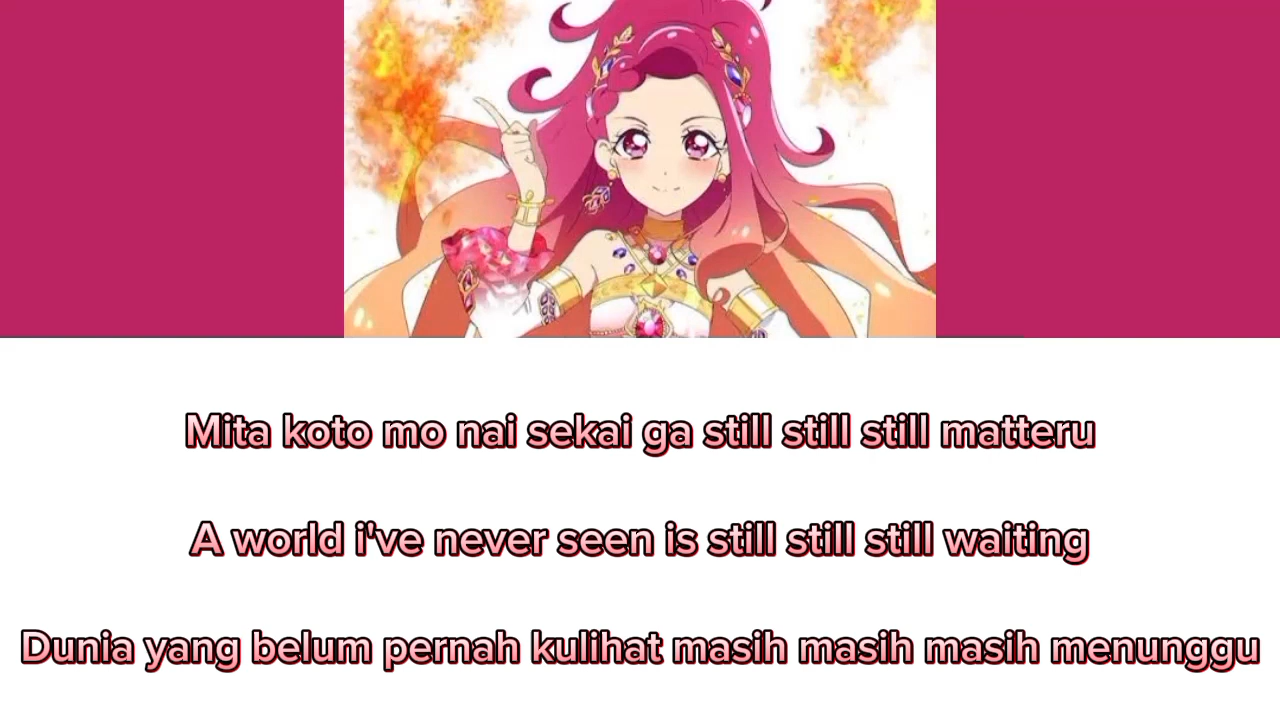 Mita koto mo nai sekai ga still still still matteru
A world i've never seen is still still still waiting
Dunia yang belum pernah kulihat masih masih masih menunggu